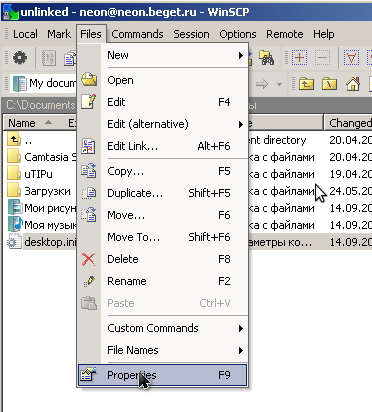 unlinked - neon@neon.beget.ru - WinSCP
Local Mark Files Commands Session Options Remote Help
My docum
C:\Documents ы
Name Ex Changed
.. ent directory 20.04.20
Camtasia S ка с файлами 20.04.20
uTIPu ка с файлами 19.04.20
Загрузки ка с файлами 24.05.20
Мои рисун ка с файлами 14.09.20
Моя музык ка с файлами 14.09.20
desktop.ini аметры ко... 14.09.20
New
Open
Edit F4
Edit (alternative)
Edit Link... Alt+F6
Copy... F5
Duplicate... Shift+F5
Move... F6
Move To... Shift+F6
Delete F8
Rename F2
Paste Ctrl+V
Custom Commands
File Names
Properties F9